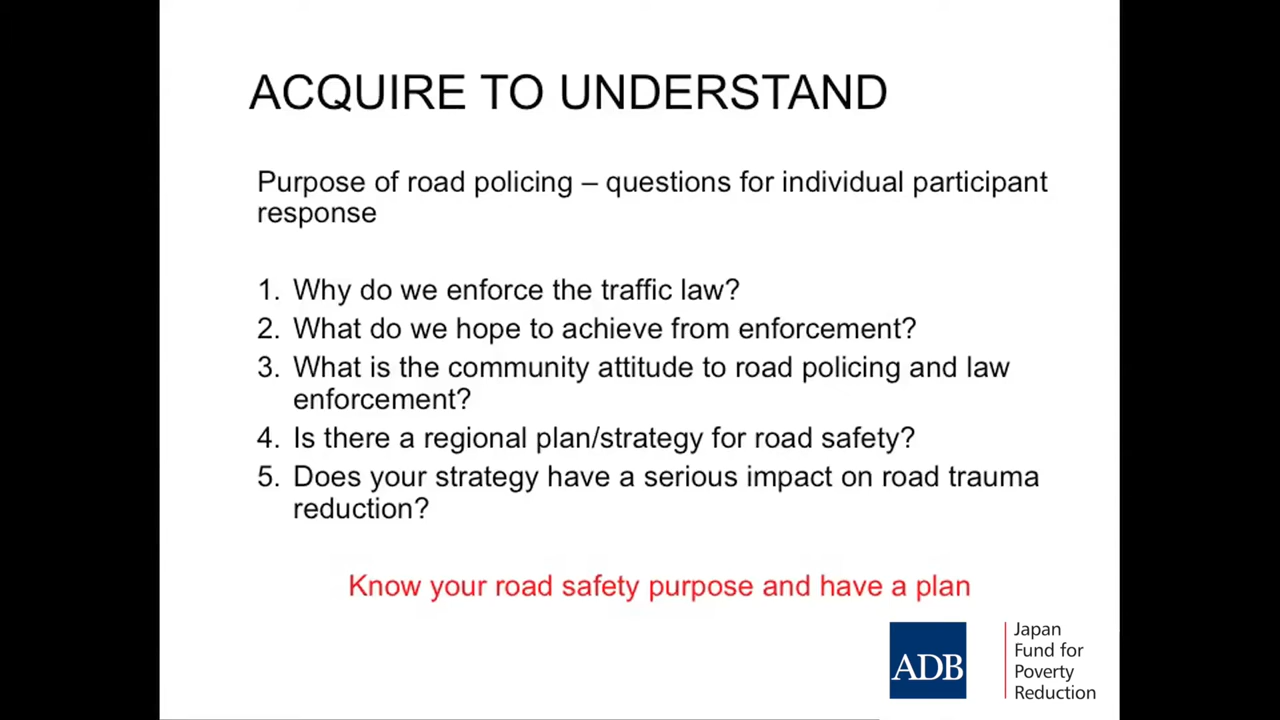 ACQUIRE TO UNDERSTAND
Purpose of road policing – questions for individual participant
response
1. Why do we enforce the traffic law?
2. What do we hope to achieve from enforcement?
3. What is the community attitude to road policing and law
enforcement?
4. Is there a regional plan/strategy for road safety?
5. Does your strategy have a serious impact on road trauma
reduction?
Know your road safety purpose and have a plan
ADB
Japan
Fund for
Poverty
Reduction